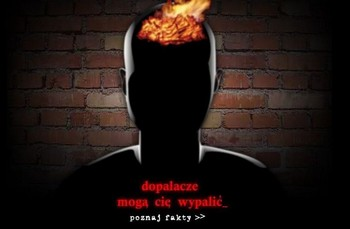 dopalacze
mogą cię wypalić_
poznaj fakty >>